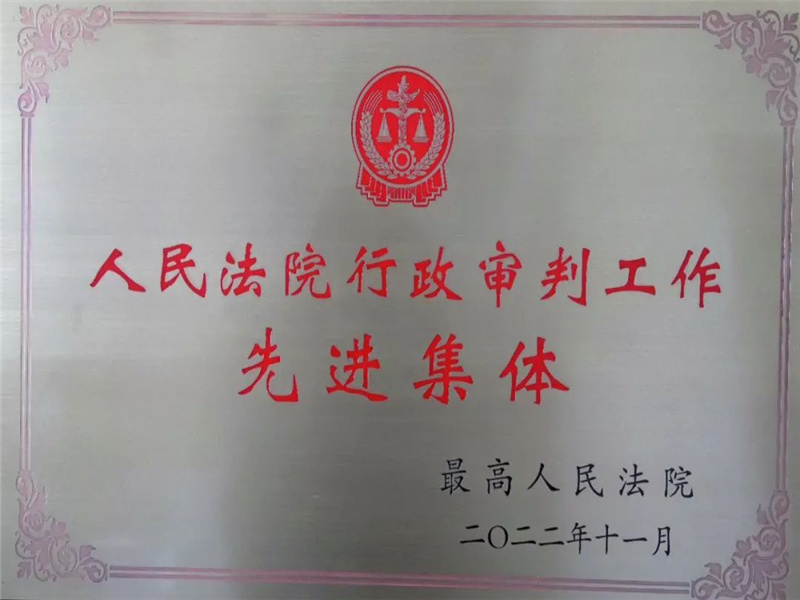 人民法院行政审判工作
先进集体
最高人民法院
二〇二二年十一月